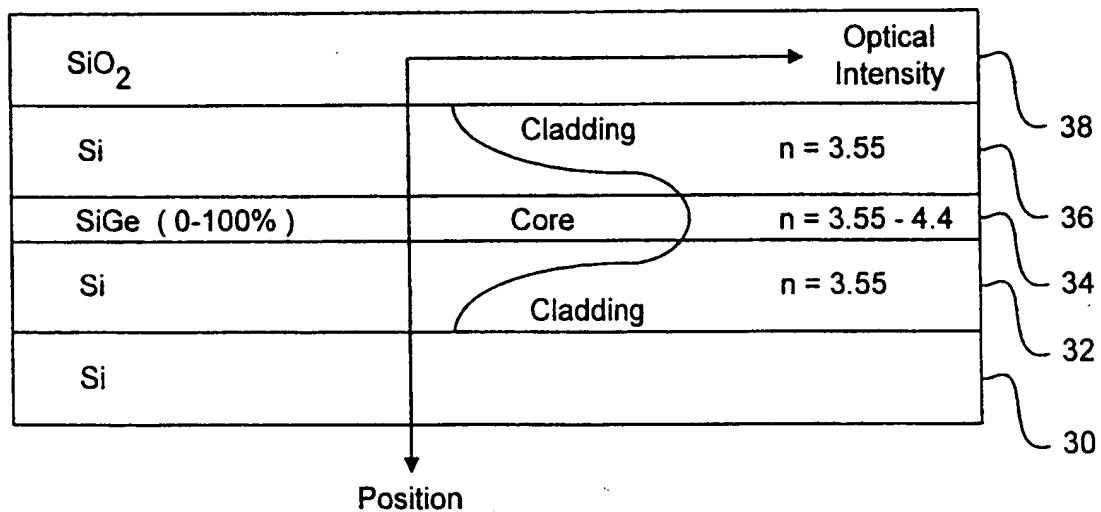 SiO2
Optical
Intensity
38
Si
Cladding
n = 3.55
36
SiGe ( 0-100% )
Core
n = 3.55 - 4.4
34
Si
Cladding
n = 3.55
32
Si
30
Position